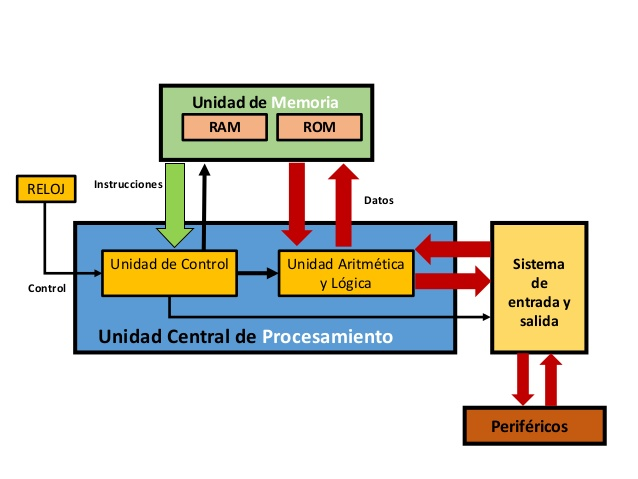 Unidad de Memoria
RAM
ROM
RELOJ
Instrucciones
Datos
Control
Unidad de Control
Unidad Aritmética
y Lógica
Sistema
de
entrada y
salida
Unidad Central de Procesamiento
Periféricos